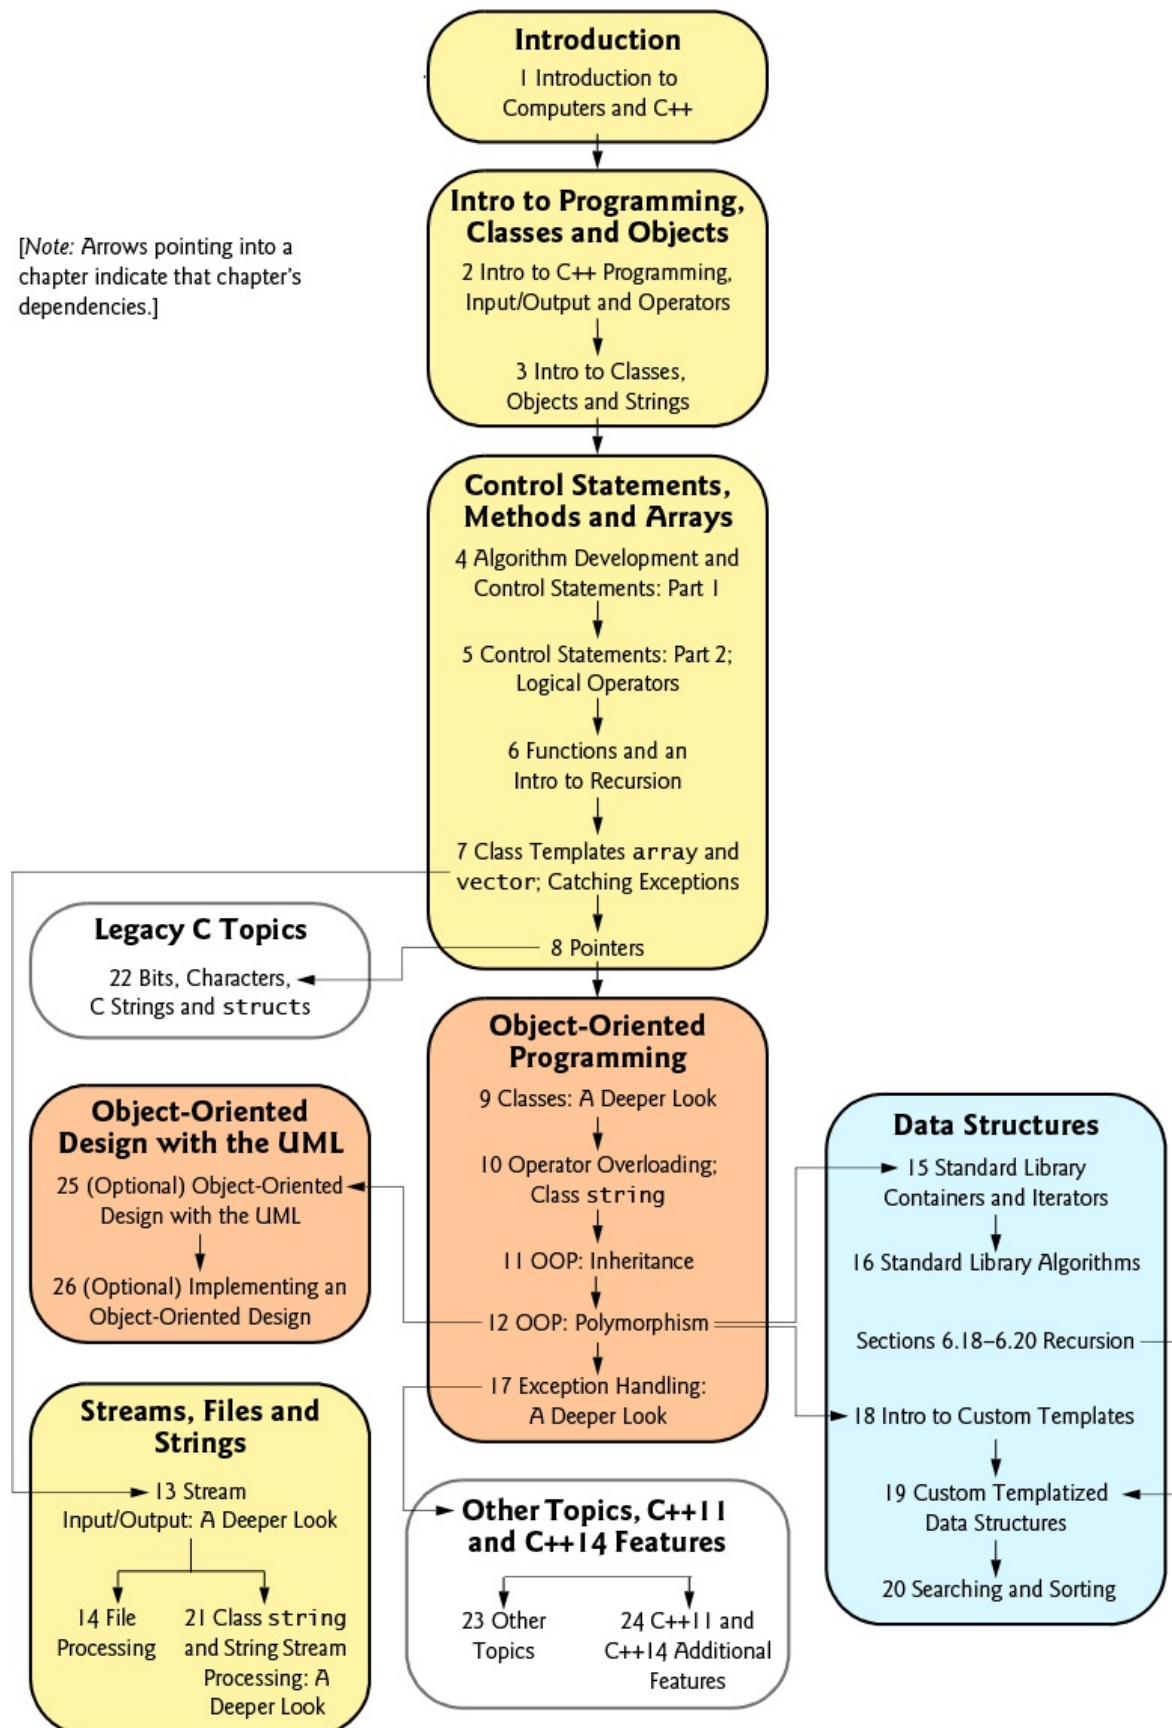 Introduction
1 Introduction to
Computers and C++
Intro to Programming,
Classes and Objects
2 Intro to C++ Programming,
Input/Output and Operators
3 Intro to Classes,
Objects and Strings
[Note: Arrows pointing into a
chapter indicate that chapter's
dependencies.]
Control Statements,
Methods and Arrays
4 Algorithm Development and
Control Statements: Part 1
5 Control Statements: Part 2;
Logical Operators
6 Functions and an
Intro to Recursion
7 Class Templates array and
vector; Catching Exceptions
8 Pointers
Legacy C Topics
22 Bits, Characters,
C Strings and structs
Object-Oriented
Programming
9 Classes: A Deeper Look
10 Operator Overloading;
Class string
11 OOP: Inheritance
12 OOP: Polymorphism
17 Exception Handling:
A Deeper Look
Object-Oriented
Design with the UML
25 (Optional) Object-Oriented
Design with the UML
26 (Optional) Implementing an
Object-Oriented Design
Data Structures
15 Standard Library
Containers and Iterators
16 Standard Library Algorithms
Sections 6.18–6.20 Recursion
18 Intro to Custom Templates
19 Custom Templatized
Data Structures
20 Searching and Sorting
Streams, Files and
Strings
13 Stream
Input/Output: A Deeper Look
14 File
Processing
21 Class string
and String Stream
Processing: A
Deeper Look
Other Topics, C++11
and C++14 Features
23 Other
Topics
24 C++11 and
C++14 Additional
Features